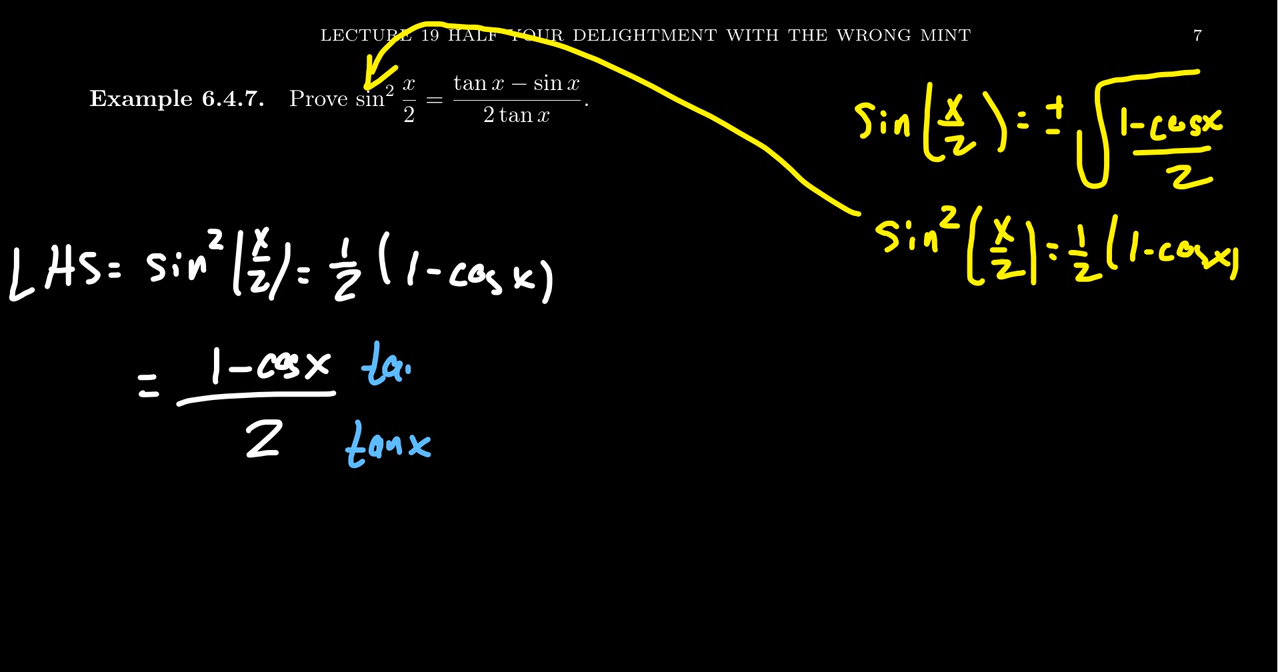 LECTURE 19 HALF YOUR DELIGHTMENT WITH THE WRONG MINT 7
Example 6.4.7. Prove sin² x/2 = (tan x − sin x)/(2 tan x).
sin(x/2) = ± √((1-cosx)/2)
sin²(x/2) = 1/2 (1-cosx)
LHS = sin²(x/2) = 1/2 (1-cosx)
= (1-cosx)/2 ta
tanx